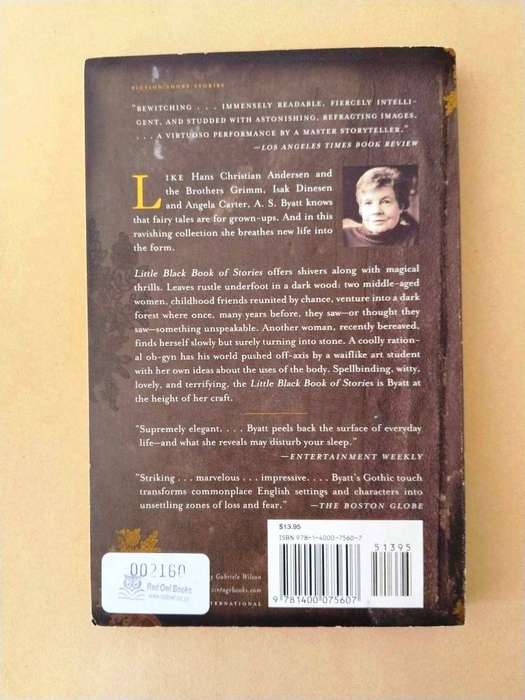 FICTION/SHORT STORIES
"BEWITCHING . . . IMMENSELY READABLE, FIERCELY INTELLI-
GENT, AND STUDDED WITH ASTONISHING, REFRACTING IMAGES,
. . . A VIRTUOSO PERFORMANCE BY A MASTER STORYTELLER."
—LOS ANGELES TIMES BOOK REVIEW
LIKE Hans Christian Andersen and
the Brothers Grimm, Isak Dinesen
and Angela Carter, A. S. Byatt knows
that fairy tales are for grown-ups. And in this
ravishing collection she breathes new life into
the form.
Little Black Book of Stories offers shivers along with magical
thrills. Leaves rustle underfoot in a dark wood: two middle-aged
women, childhood friends reunited by chance, venture into a dark
forest where once, many years before, they saw—or thought they
saw—something unspeakable. Another woman, recently bereaved,
finds herself slowly but surely turning into stone. A coolly ration-
al ob-gyn has his world pushed off-axis by a waiflike art student
with her own ideas about the uses of the body. Spellbinding, witty,
lovely, and terrifying, the Little Black Book of Stories is Byatt at
the height of her craft.
"Supremely elegant. . . . Byatt peels back the surface of everyday
life—and what she reveals may disturb your sleep."
—ENTERTAINMENT WEEKLY
"Striking . . . marvelous . . . impressive. . . . Byatt's Gothic touch
transforms commonplace English settings and characters into
unsettling zones of loss and fear." —THE BOSTON GLOBE
$13.95
ISBN 978-1-4000-7560-7
51395
9 781400 075607
002160
Red Owl Books
Gabriele Wilson